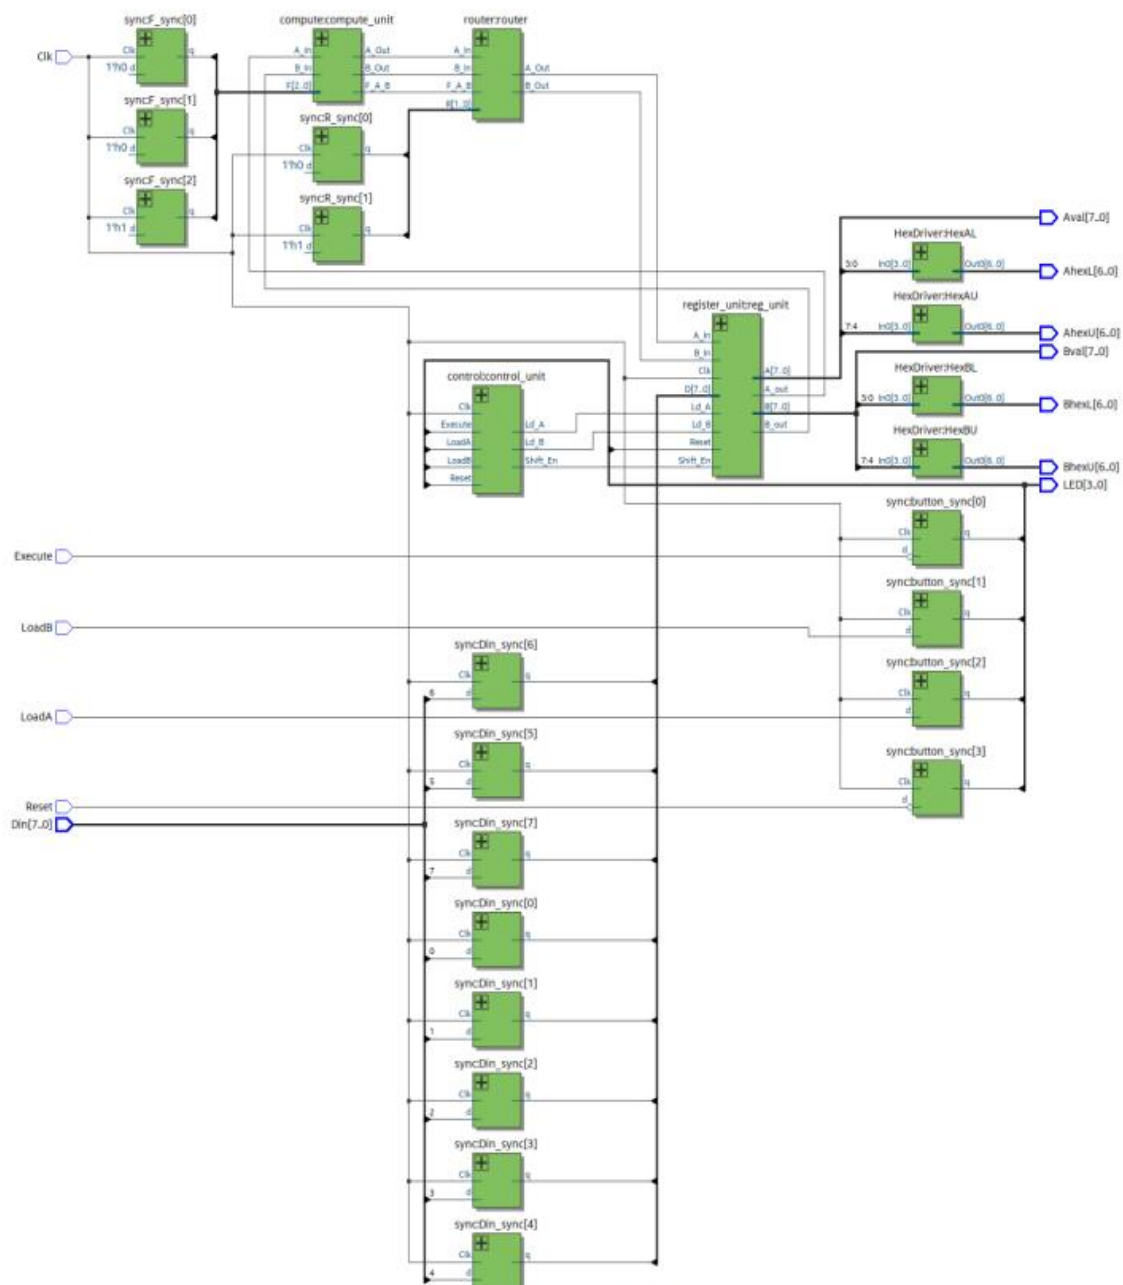 sync:F_sync[0]
Clk
Clk
q
1'h0 d
sync:F_sync[1]
Clk
q
1'h0 d
sync:F_sync[2]
Clk
q
1'h1 d
compute:compute_unit
A_In
A_Out
B_In
B_Out
F[2..0]
F_A_B
router:router
A_In
B_In
A_Out
F_A_B
B_Out
R[1..0]
sync:R_sync[0]
Clk
q
1'h0 d
sync:R_sync[1]
Clk
q
1'h1 d
register_unit:reg_unit
A_In
B_In
Clk
A[7..0]
D[7..0]
A_out
Ld_A
B[7..0]
Ld_B
B_out
Reset
Shift_En
control:control_unit
Clk
Execute
Ld_A
LoadA
Ld_B
LoadB
Shift_En
Reset
Aval[7..0]
HexDriver:HexAL
3:0
In0[3..0]
Out0[6..0]
AhexL[6..0]
HexDriver:HexAU
7:4
In0[3..0]
Out0[6..0]
AhexU[6..0]
Bval[7..0]
HexDriver:HexBL
3:0
In0[3..0]
Out0[6..0]
BhexL[6..0]
HexDriver:HexBU
7:4
In0[3..0]
Out0[6..0]
BhexU[6..0]
LED[3..0]
sync:button_sync[0]
Clk
q
d
Execute
sync:button_sync[1]
Clk
q
d
LoadB
sync:button_sync[2]
Clk
q
d
LoadA
sync:button_sync[3]
Clk
q
d
Reset
Din[7..0]
sync:Din_sync[6]
Clk
q
6
d
sync:Din_sync[5]
Clk
q
5
d
sync:Din_sync[7]
Clk
q
7
d
sync:Din_sync[0]
Clk
q
0
d
sync:Din_sync[1]
Clk
q
1
d
sync:Din_sync[2]
Clk
q
2
d
sync:Din_sync[3]
Clk
q
3
d
sync:Din_sync[4]
Clk
q
4
d